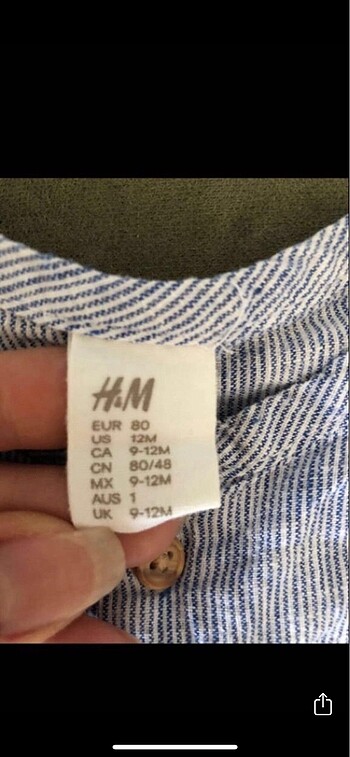 H&M
EUR 80
US 12M
CA 9-12M
CN 80/48
MX 9-12M
AUS 1
UK 9-12M